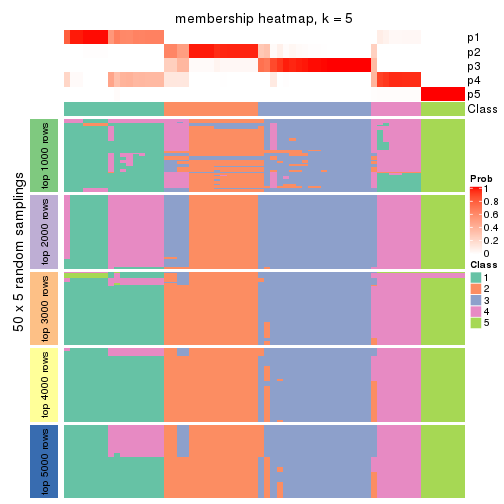 membership heatmap, k = 5
p1
p2
p3
p4
p5
Class
50 x 5 random samplings
top 1000 rows
top 2000 rows
top 3000 rows
top 4000 rows
top 5000 rows
Prob
1
0.8
0.6
0.4
0.2
0
Class
1
2
3
4
5